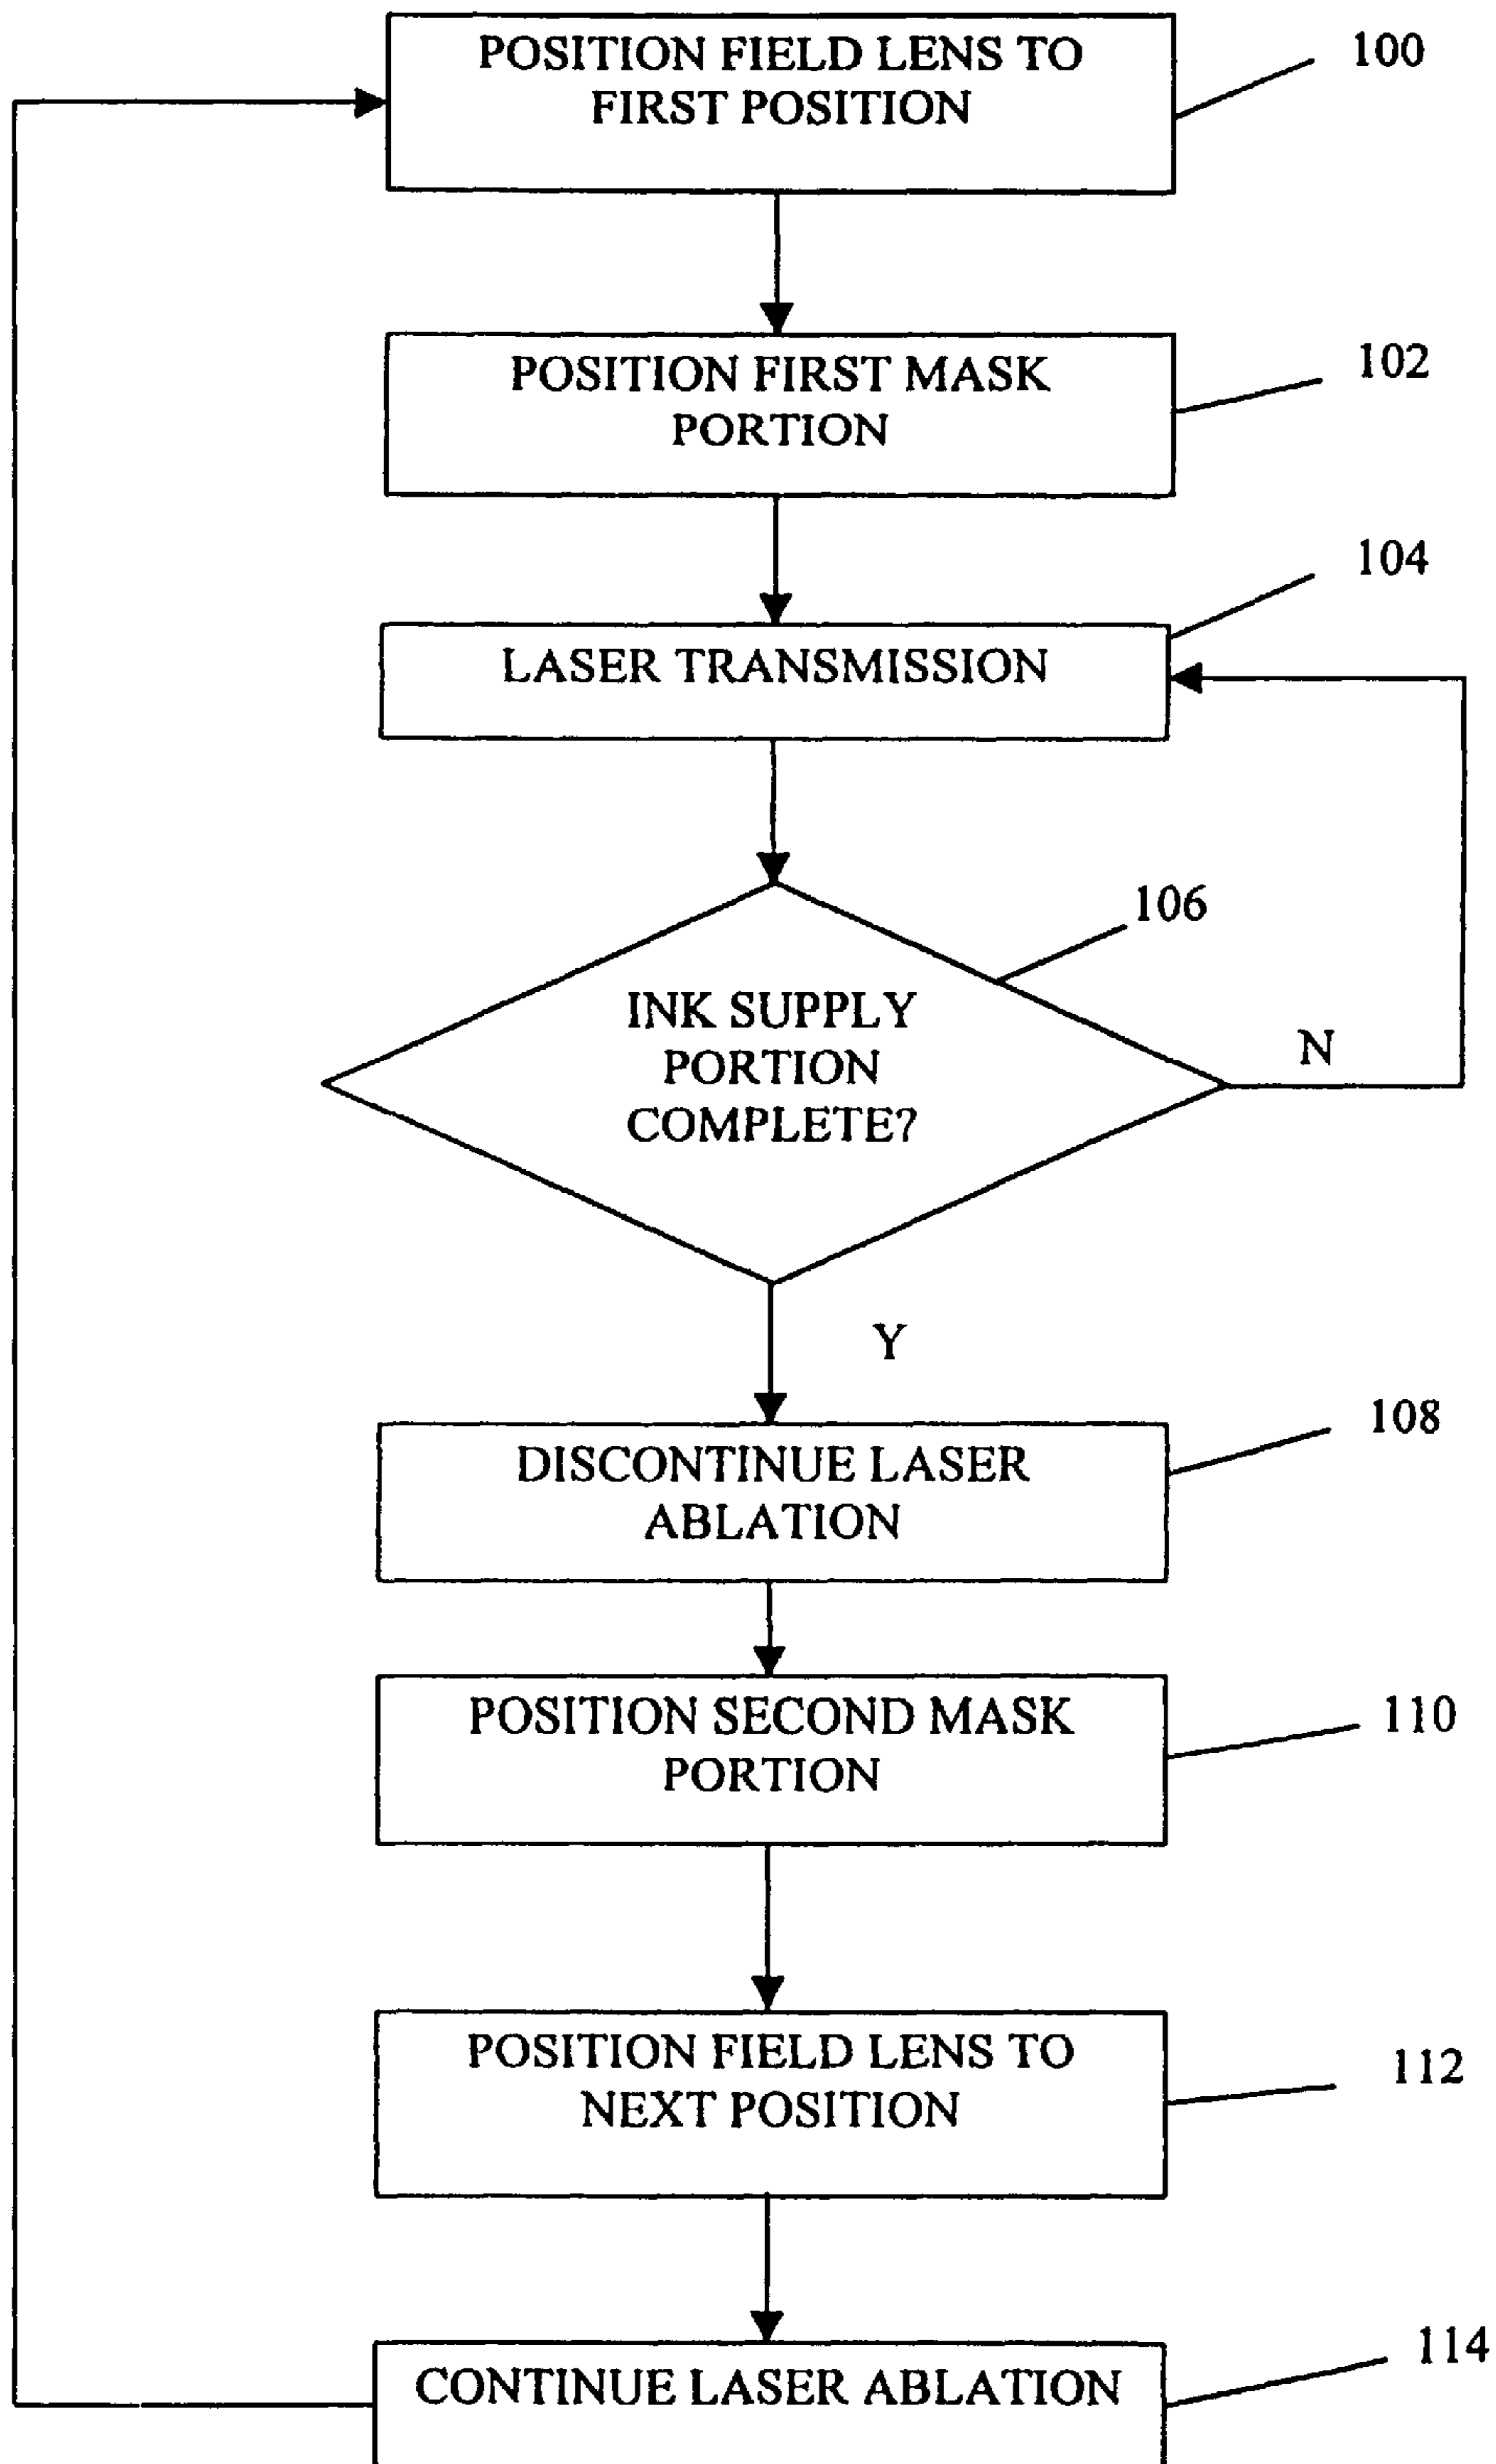 POSITION FIELD LENS TO
FIRST POSITION
100
POSITION FIRST MASK
PORTION
102
LASER TRANSMISSION
104
INK SUPPLY
PORTION
COMPLETE?
106
N
Y
DISCONTINUE LASER
ABLATION
108
POSITION SECOND MASK
PORTION
110
POSITION FIELD LENS TO
NEXT POSITION
112
CONTINUE LASER ABLATION
114